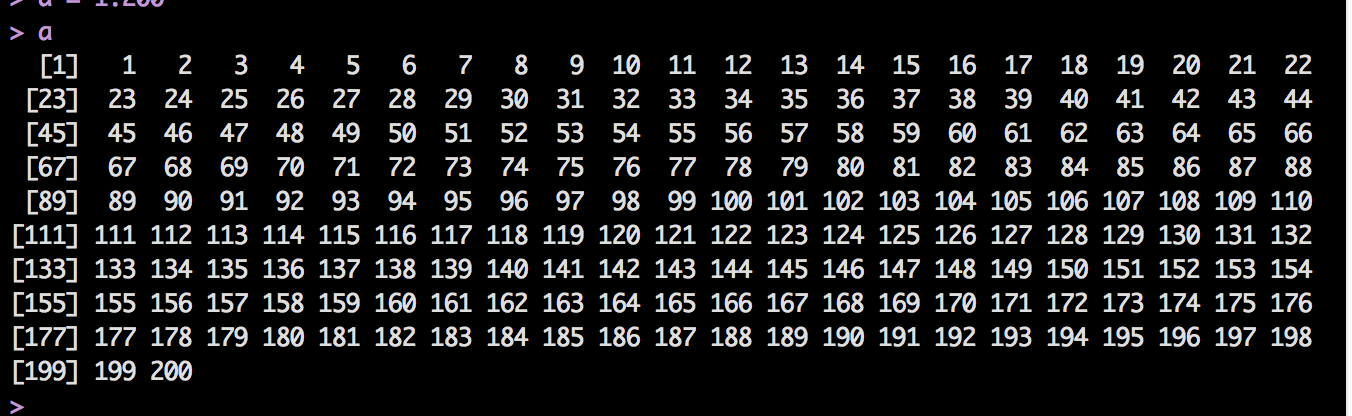 > a = 1:200
> a
[1] 1 2 3 4 5 6 7 8 9 10 11 12 13 14 15 16 17 18 19 20 21 22
[23] 23 24 25 26 27 28 29 30 31 32 33 34 35 36 37 38 39 40 41 42 43 44
[45] 45 46 47 48 49 50 51 52 53 54 55 56 57 58 59 60 61 62 63 64 65 66
[67] 67 68 69 70 71 72 73 74 75 76 77 78 79 80 81 82 83 84 85 86 87 88
[89] 89 90 91 92 93 94 95 96 97 98 99 100 101 102 103 104 105 106 107 108 109 110
[111] 111 112 113 114 115 116 117 118 119 120 121 122 123 124 125 126 127 128 129 130 131 132
[133] 133 134 135 136 137 138 139 140 141 142 143 144 145 146 147 148 149 150 151 152 153 154
[155] 155 156 157 158 159 160 161 162 163 164 165 166 167 168 169 170 171 172 173 174 175 176
[177] 177 178 179 180 181 182 183 184 185 186 187 188 189 190 191 192 193 194 195 196 197 198
[199] 199 200
>